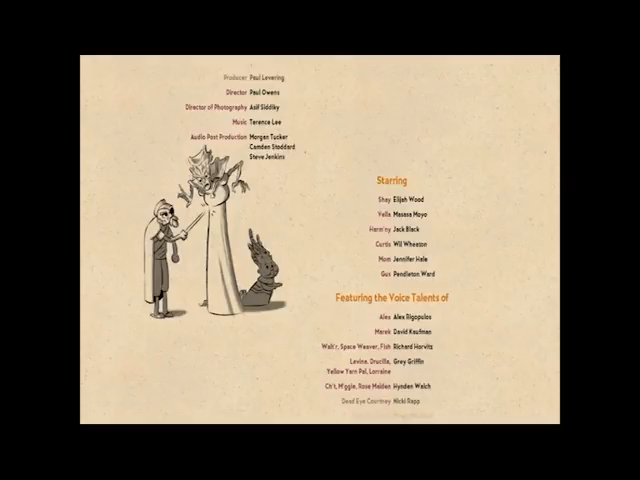 Producer Paul Levering
Director Paul Owens
Director of Photography Asif Siddiky
Music Terence Lee
Audio Post Production Morgan Tucker
Camden Stoddard
Steve Jenkins
Starring
Shay Elijah Wood
Vella Masasa Moyo
Harm'ny Jack Black
Curtis Wil Wheaton
Mom Jennifer Hale
Gus Pendleton Ward
Featuring the Voice Talents of
Alex Alex Rigopulos
Marek David Kaufman
Walt'r, Space Weaver, Fish Richard Horvitz
Levina, Drucilla, Grey Griffin
Yellow Yarn Pal, Lorraine
Ch't, M'ggie, Rose Maiden Hynden Walch
Dead Eye Courtney Nicki Rapp